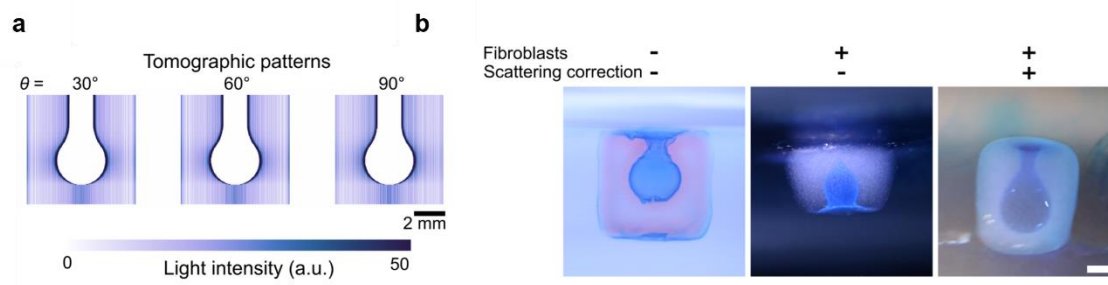 a
Tomographic patterns
θ = 30° 60° 90°
2 mm
0 50
Light intensity (a.u.)
b
Fibroblasts - + +
Scattering correction - - +